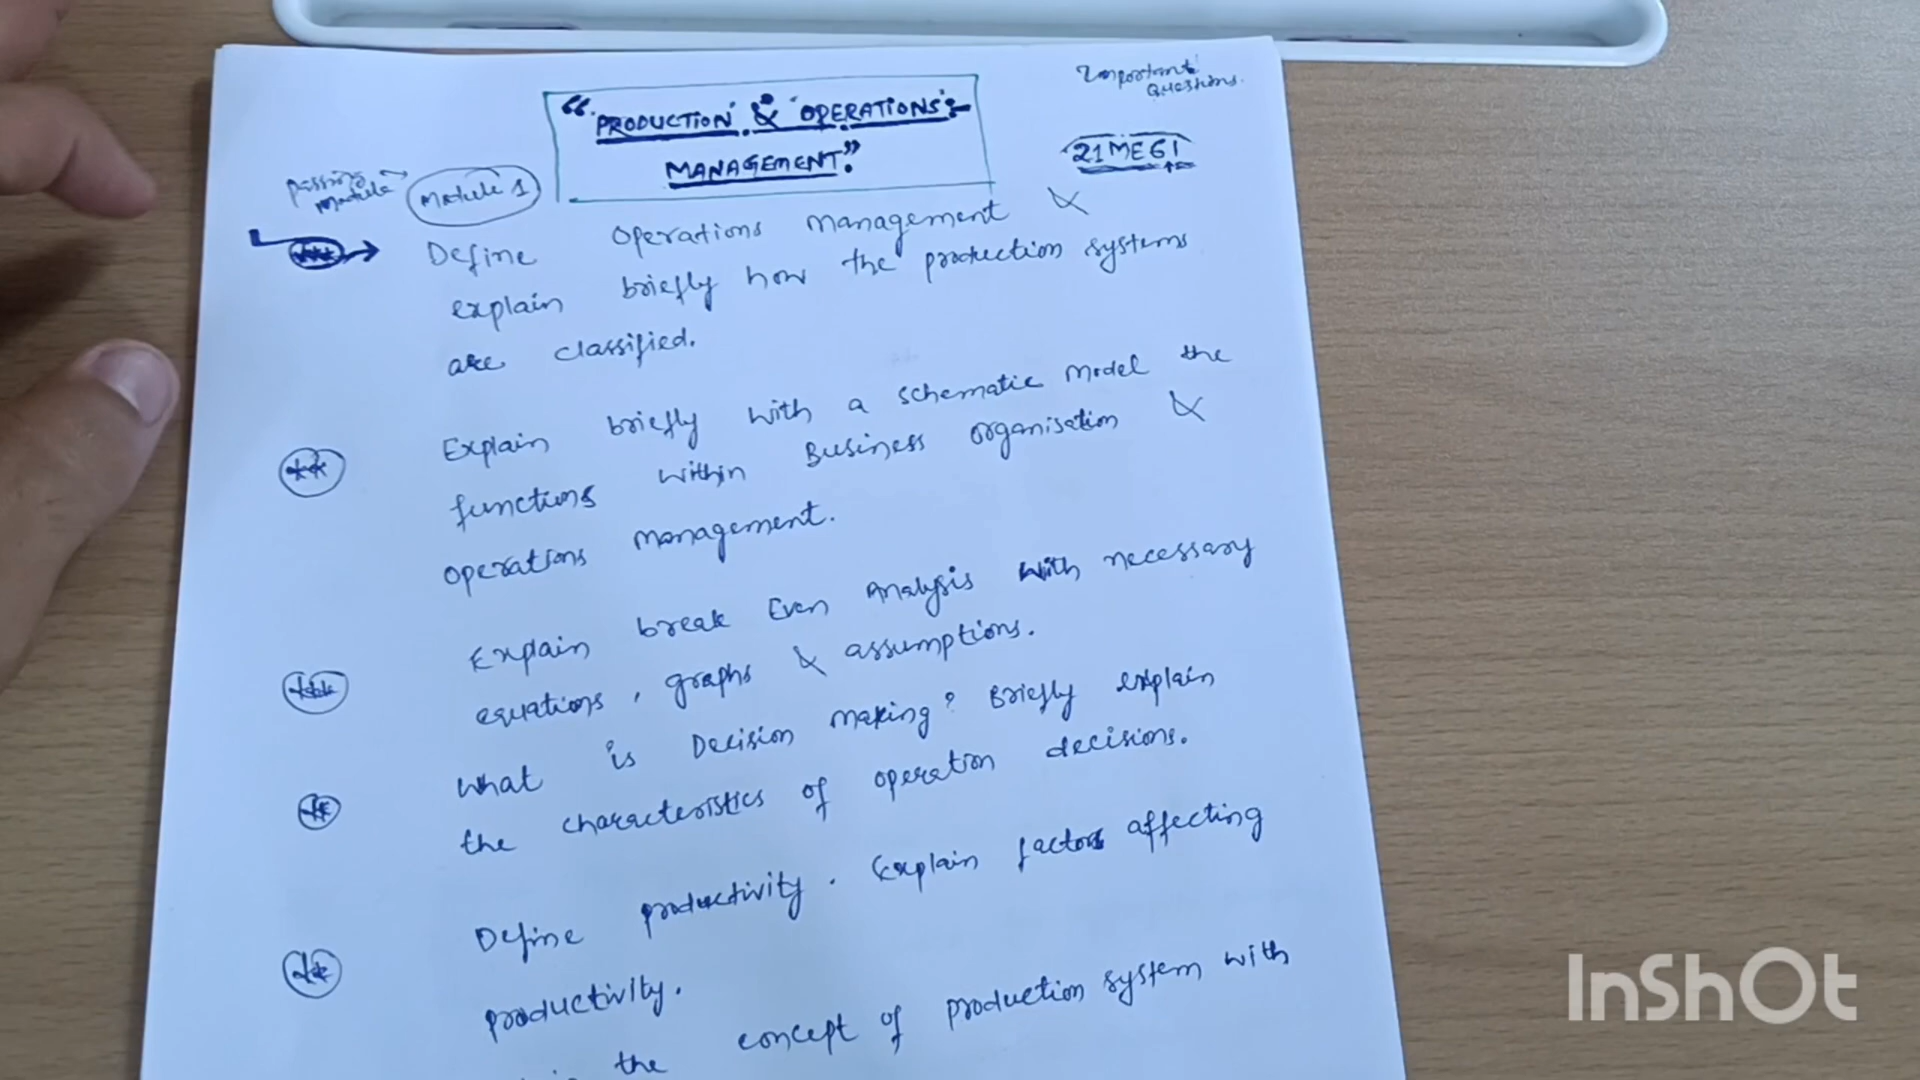 Important
Questions.
"PRODUCTION & OPERATIONS:-
MANAGEMENT."
21ME61
Passing
Module
Module 1
*** Define Operations Management &
explain briefly how the production systems
are classified.
** Explain briefly with a schematic Model the
functions within Business organisation &
operations management.
Explain break Even Analysis with necessary
equations, graphs & assumptions.
What is Decision Making? Briefly explain
the characteristics of operation decisions.
Define productivity. Explain factors affecting
productivity.
the concept of production system with
InShOt